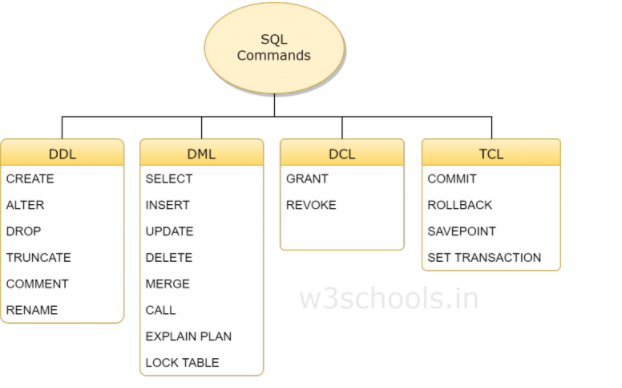 SQL
Commands
DDL
CREATE
ALTER
DROP
TRUNCATE
COMMENT
RENAME
DML
SELECT
INSERT
UPDATE
DELETE
MERGE
CALL
EXPLAIN PLAN
LOCK TABLE
DCL
GRANT
REVOKE
TCL
COMMIT
ROLLBACK
SAVEPOINT
SET TRANSACTION
w3schools.in